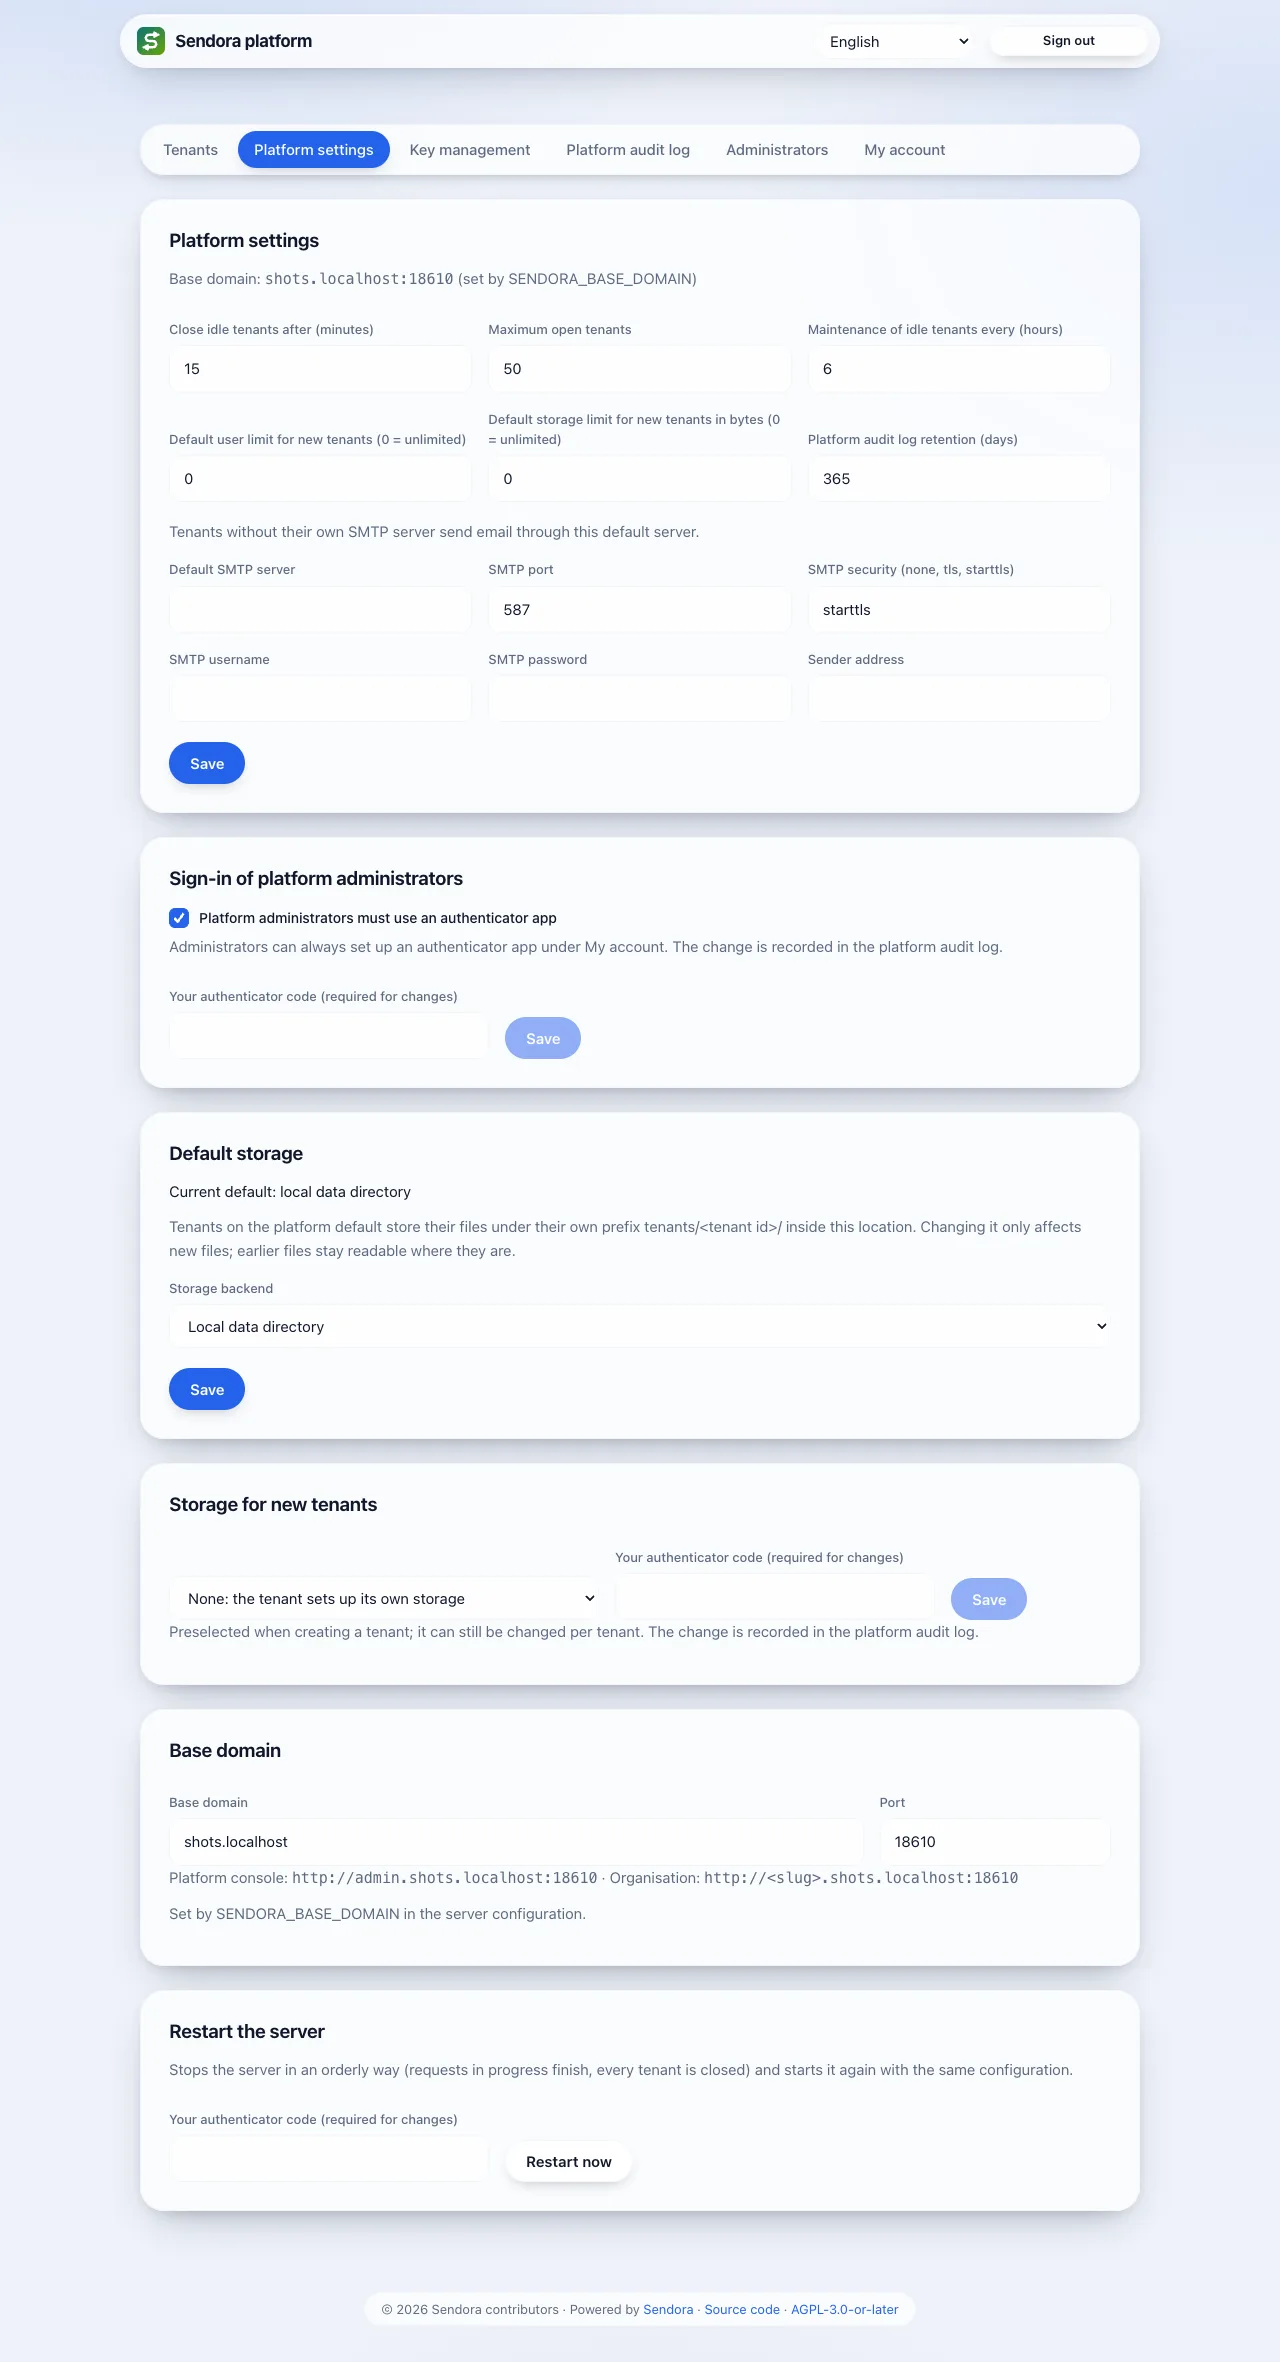 Sendora platform
English
Sign out
Tenants
Platform settings
Key management
Platform audit log
Administrators
My account
Platform settings
Base domain: shots.localhost:18610 (set by SENDORA_BASE_DOMAIN)
Close idle tenants after (minutes)
Maximum open tenants
Maintenance of idle tenants every (hours)
15
50
6
Default user limit for new tenants (0 = unlimited)
Default storage limit for new tenants in bytes (0
= unlimited)
Platform audit log retention (days)
0
0
365
Tenants without their own SMTP server send email through this default server.
Default SMTP server
SMTP port
SMTP security (none, tls, starttls)
587
starttls
SMTP username
SMTP password
Sender address
Save
Sign-in of platform administrators
Platform administrators must use an authenticator app
Administrators can always set up an authenticator app under My account. The change is recorded in the platform audit log.
Your authenticator code (required for changes)
Save
Default storage
Current default: local data directory
Tenants on the platform default store their files under their own prefix tenants/<tenant id>/ inside this location. Changing it only affects
new files; earlier files stay readable where they are.
Storage backend
Local data directory
Save
Storage for new tenants
Your authenticator code (required for changes)
None: the tenant sets up its own storage
Save
Preselected when creating a tenant; it can still be changed per tenant. The change is recorded in the platform audit log.
Base domain
Base domain
Port
shots.localhost
18610
Platform console: http://admin.shots.localhost:18610 · Organisation: http://<slug>.shots.localhost:18610
Set by SENDORA_BASE_DOMAIN in the server configuration.
Restart the server
Stops the server in an orderly way (requests in progress finish, every tenant is closed) and starts it again with the same configuration.
Your authenticator code (required for changes)
Restart now
© 2026 Sendora contributors · Powered by Sendora · Source code · AGPL-3.0-or-later